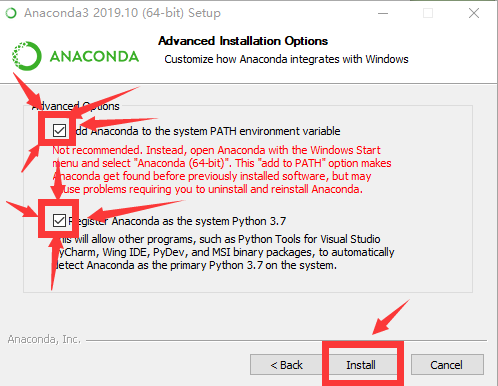 Anaconda3 2019.10 (64-bit) Setup
ANACONDA
Advanced Installation Options
Customize how Anaconda integrates with Windows
Advanced Options
Add Anaconda to the system PATH environment variable
Not recommended. Instead, open Anaconda with the Windows Start
menu and select "Anaconda (64-bit)". This "add to PATH" option makes
Anaconda get found before previously installed software, but may
cause problems requiring you to uninstall and reinstall Anaconda.
Register Anaconda as the system Python 3.7
This will allow other programs, such as Python Tools for Visual Studio
PyCharm, Wing IDE, PyDev, and MSI binary packages, to automatically
detect Anaconda as the primary Python 3.7 on the system.
Anaconda, Inc.
< Back
Install
Cancel